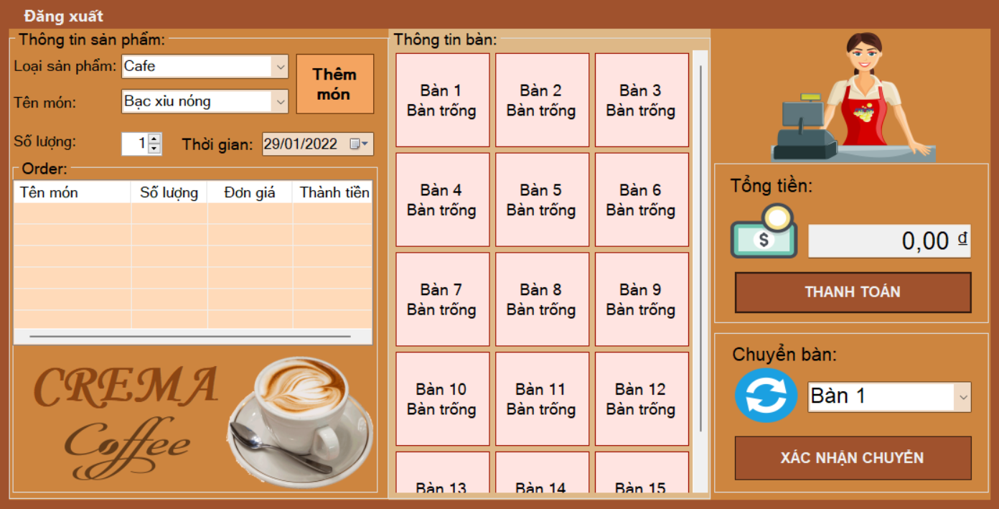 Đăng xuất
Thông tin sản phẩm:
Loại sản phẩm: Cafe
Thêm
món
Tên món: Bạc xỉu nóng
Số lượng: 1 Thời gian: 29/01/2022
Order:
Tên món Số lượng Đơn giá Thành tiền
CREMA
Coffee
Thông tin bàn:
Bàn 1
Bàn trống
Bàn 2
Bàn trống
Bàn 3
Bàn trống
Bàn 4
Bàn trống
Bàn 5
Bàn trống
Bàn 6
Bàn trống
Bàn 7
Bàn trống
Bàn 8
Bàn trống
Bàn 9
Bàn trống
Bàn 10
Bàn trống
Bàn 11
Bàn trống
Bàn 12
Bàn trống
Bàn 13
Bàn 14
Bàn 15
Tổng tiền:
$
0,00 ₫
THANH TOÁN
Chuyển bàn:
Bàn 1
XÁC NHẬN CHUYỂN